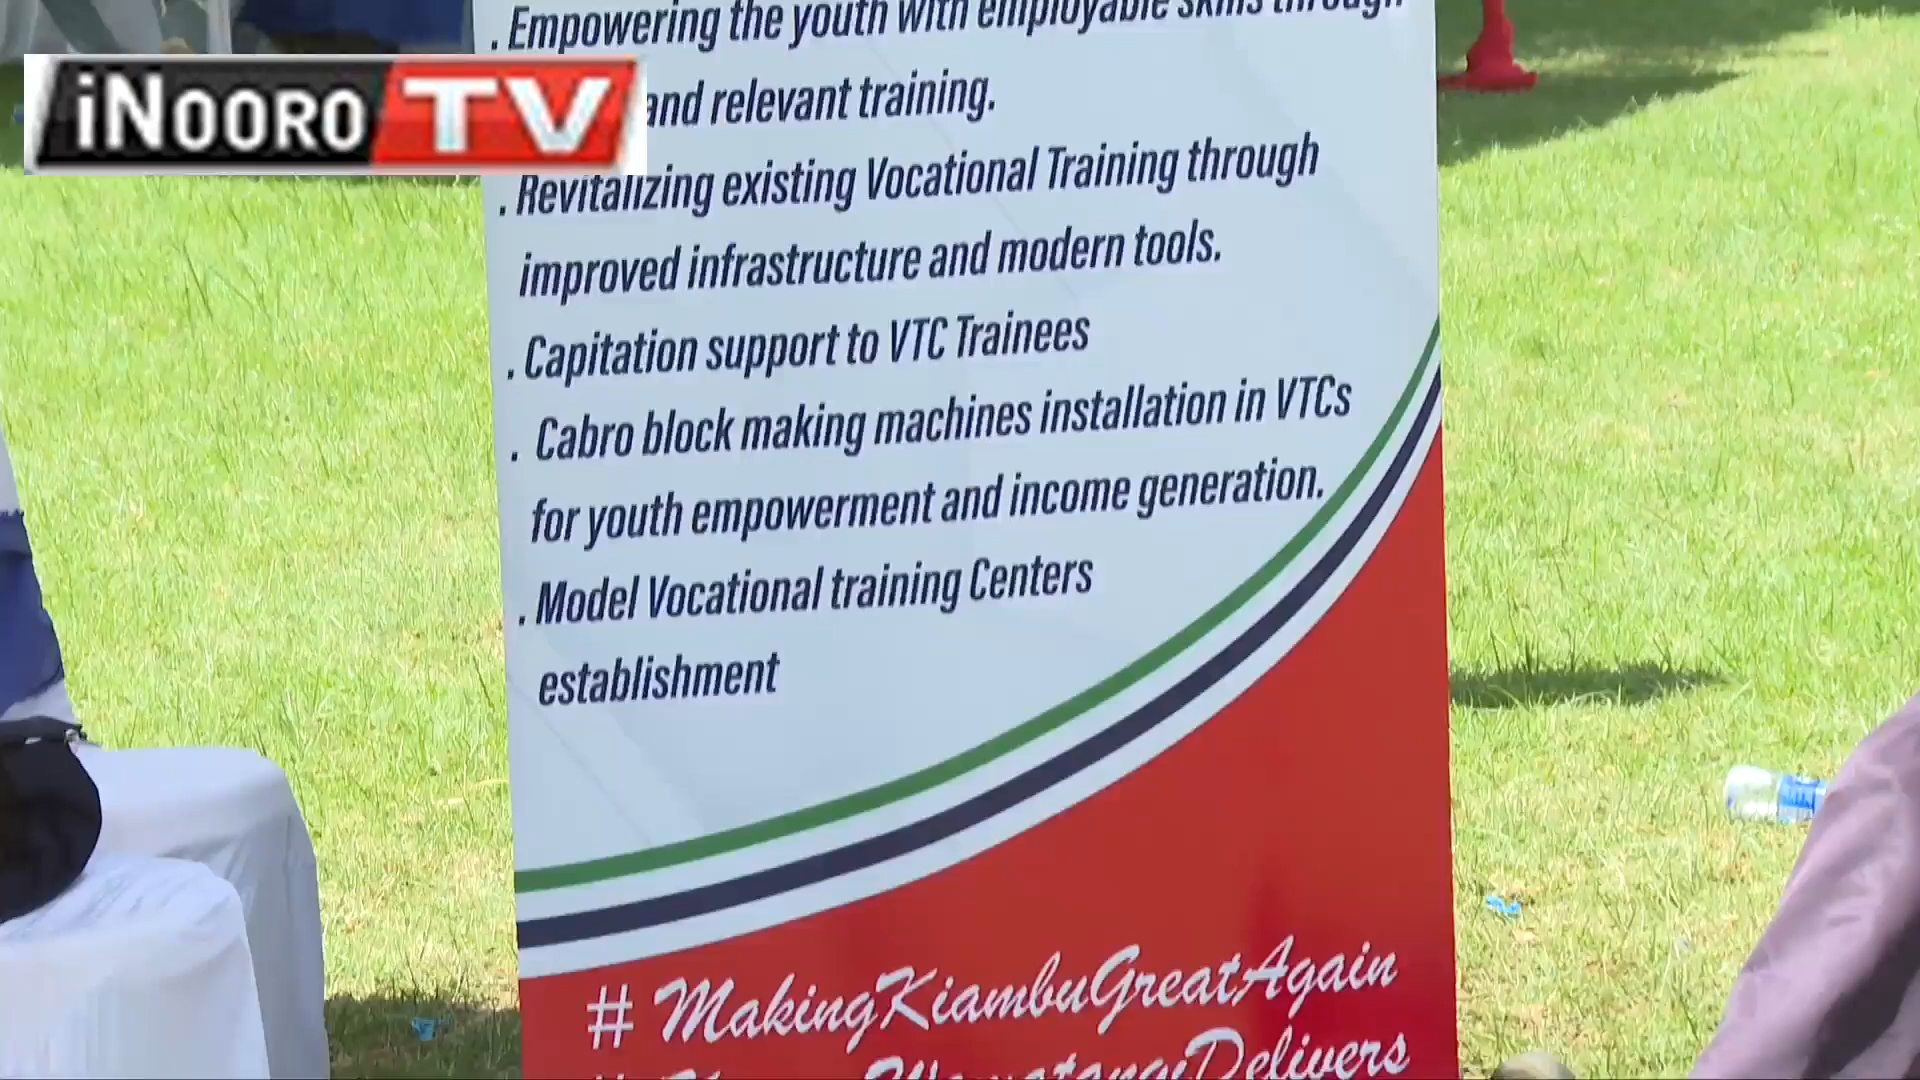 iNOORO TV
. Empowering the youth with employable skills through
and relevant training.
. Revitalizing existing Vocational Training through
improved infrastructure and modern tools.
. Capitation support to VTC Trainees
. Cabro block making machines installation in VTCs
for youth empowerment and income generation.
. Model Vocational training Centers
establishment
# MakingKiambuGreatAgain
WamatangiDelivers